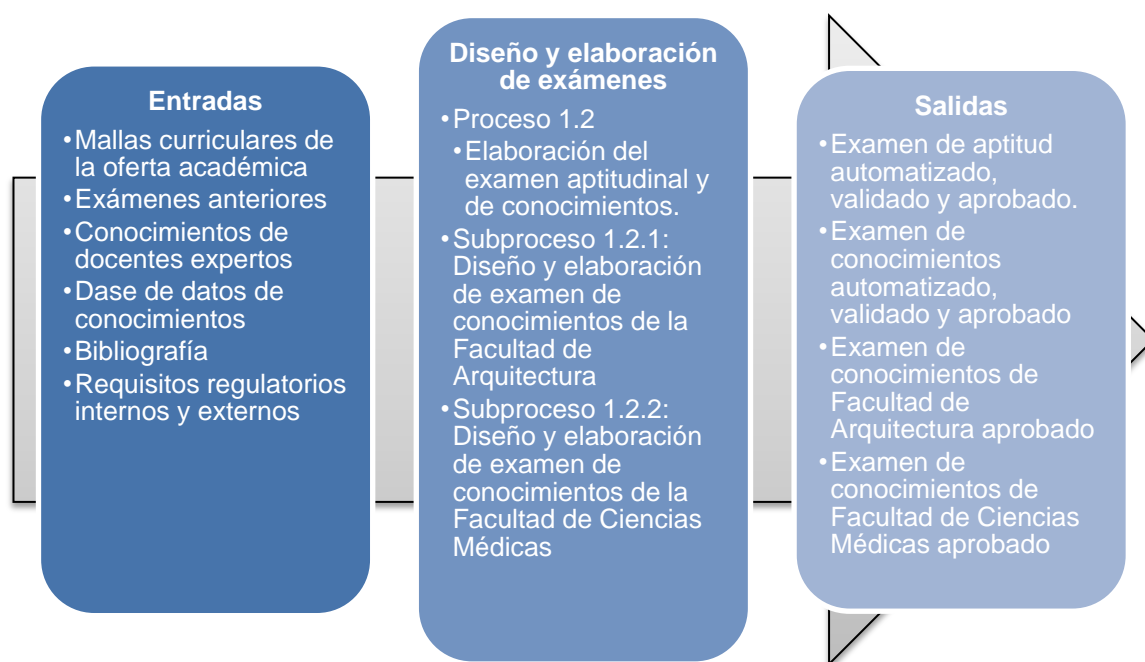 Entradas
•Mallas curriculares de
la oferta académica
•Exámenes anteriores
•Conocimientos de
docentes expertos
•Dase de datos de
conocimientos
•Bibliografía
•Requisitos regulatorios
internos y externos
Diseño y elaboración
de exámenes
•Proceso 1.2
•Elaboración del
examen aptitudinal y
de conocimientos.
•Subproceso 1.2.1:
Diseño y elaboración
de examen de
conocimientos de la
Facultad de
Arquitectura
•Subproceso 1.2.2:
Diseño y elaboración
de examen de
conocimientos de la
Facultad de Ciencias
Médicas
Salidas
•Examen de aptitud
automatizado,
validado y aprobado.
•Examen de
conocimientos
automatizado,
validado y aprobado
•Examen de
conocimientos de
Facultad de
Arquitectura aprobado
•Examen de
conocimientos de
Facultad de Ciencias
Médicas aprobado